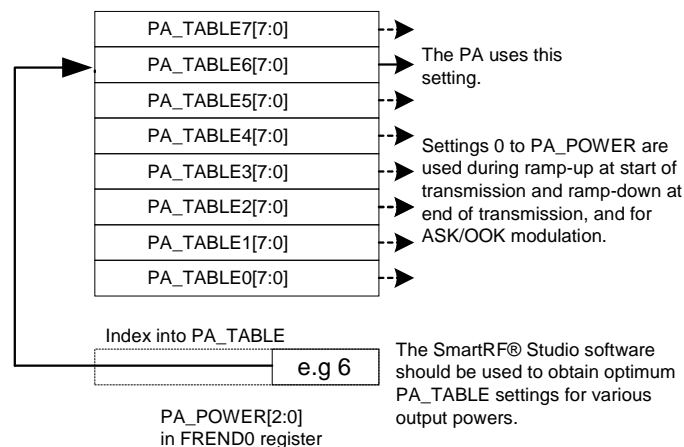 PA_TABLE7[7:0]
PA_TABLE6[7:0]
PA_TABLE5[7:0]
PA_TABLE4[7:0]
PA_TABLE3[7:0]
PA_TABLE2[7:0]
PA_TABLE1[7:0]
PA_TABLE0[7:0]
The PA uses this
setting.
Settings 0 to PA_POWER are
used during ramp-up at start of
transmission and ramp-down at
end of transmission, and for
ASK/OOK modulation.
Index into PA_TABLE
e.g 6
PA_POWER[2:0]
in FREND0 register
The SmartRF® Studio software
should be used to obtain optimum
PA_TABLE settings for various
output powers.